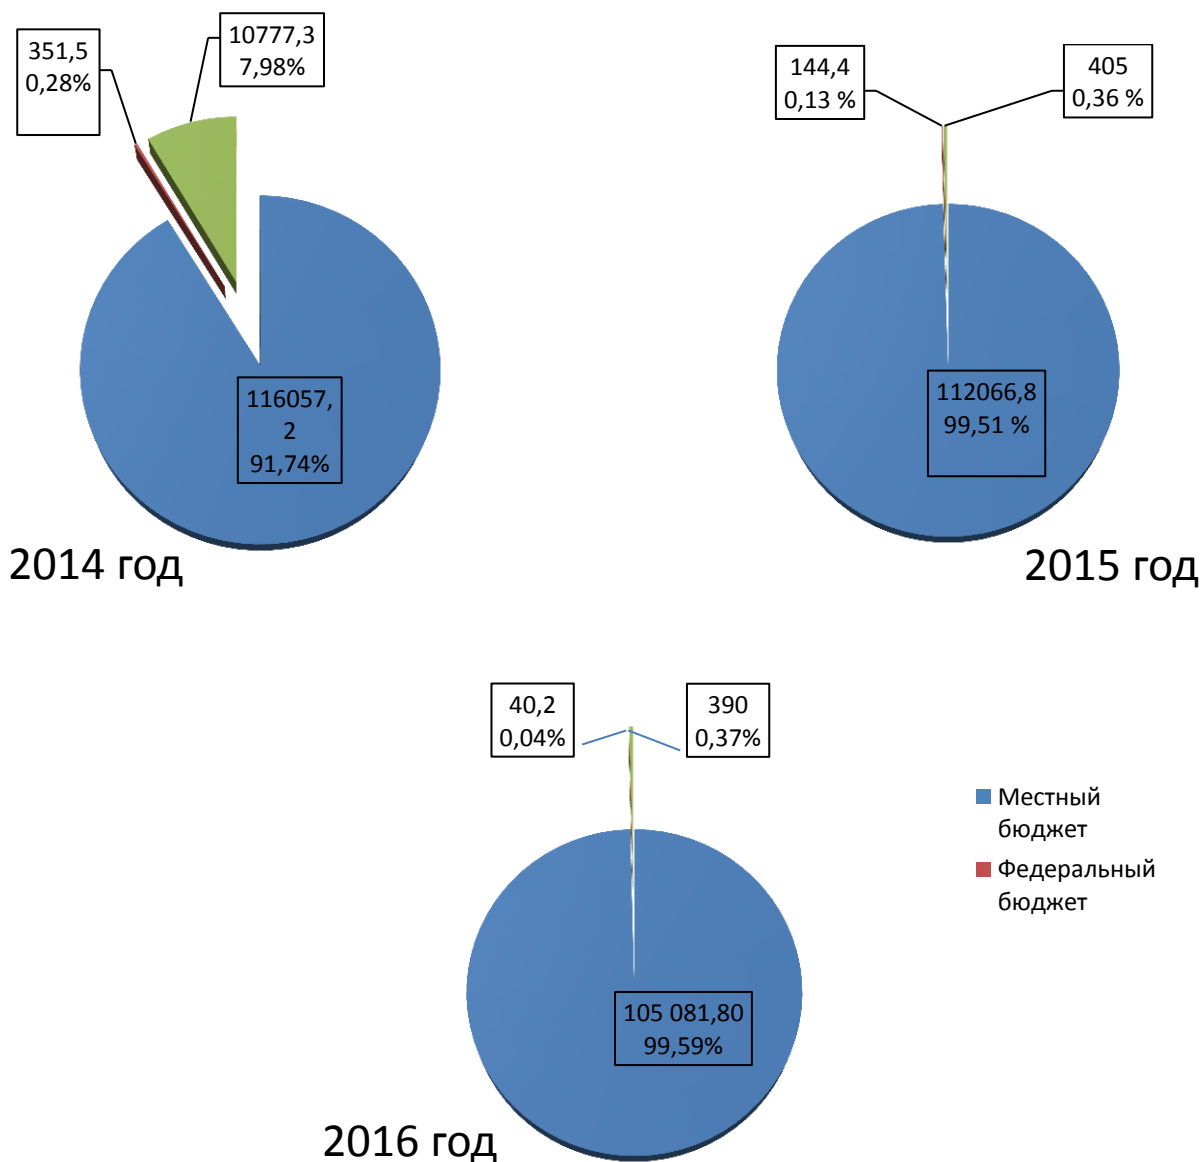 351,5
0,28%
10777,3
7,98%
116057,
2
91,74%
2014 год
144,4
0,13 %
405
0,36 %
112066,8
99,51 %
2015 год
40,2
0,04%
390
0,37%
105 081,80
99,59%
2016 год
Местный
бюджет
Федеральный
бюджет